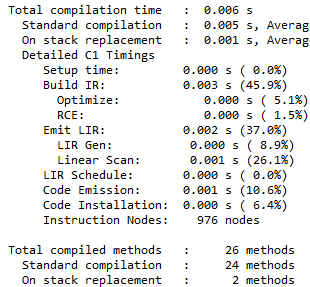 Total compilation time   :  0.006 s
  Standard compilation   :  0.005 s, Averag
  On stack replacement   :  0.001 s, Averag
  Detailed C1 Timings
     Setup time:          0.000 s ( 0.0%)
     Build IR:            0.003 s (45.9%)
       Optimize:             0.000 s ( 5.1%)
       RCE:                  0.000 s ( 1.5%)
     Emit LIR:            0.002 s (37.0%)
       LIR Gen:            0.000 s ( 8.9%)
       Linear Scan:        0.001 s (26.1%)
     LIR Schedule:        0.000 s ( 0.0%)
     Code Emission:       0.001 s (10.6%)
     Code Installation:   0.000 s ( 6.4%)
     Instruction Nodes:     976 nodes
Total compiled methods   :     26 methods
  Standard compilation   :     24 methods
  On stack replacement   :      2 methods